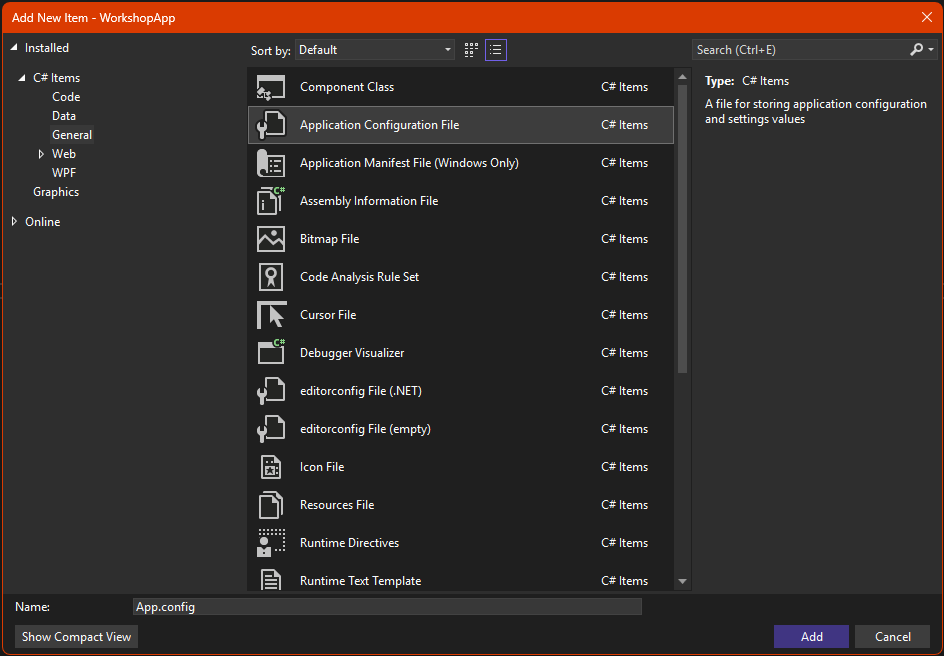 Add New Item - WorkshopApp
Installed
C# Items
Code
Data
General
Web
WPF
Graphics
Online
Sort by: Default
Search (Ctrl+E)
Component Class C# Items
Application Configuration File C# Items
Application Manifest File (Windows Only) C# Items
C#
Assembly Information File C# Items
Bitmap File C# Items
Code Analysis Rule Set C# Items
Cursor File C# Items
C#
Debugger Visualizer C# Items
editorconfig File (.NET) C# Items
editorconfig File (empty) C# Items
Icon File C# Items
Resources File C# Items
Runtime Directives C# Items
Runtime Text Template C# Items
Type: C# Items
A file for storing application configuration
and settings values
Name: App.config
Show Compact View
Add
Cancel